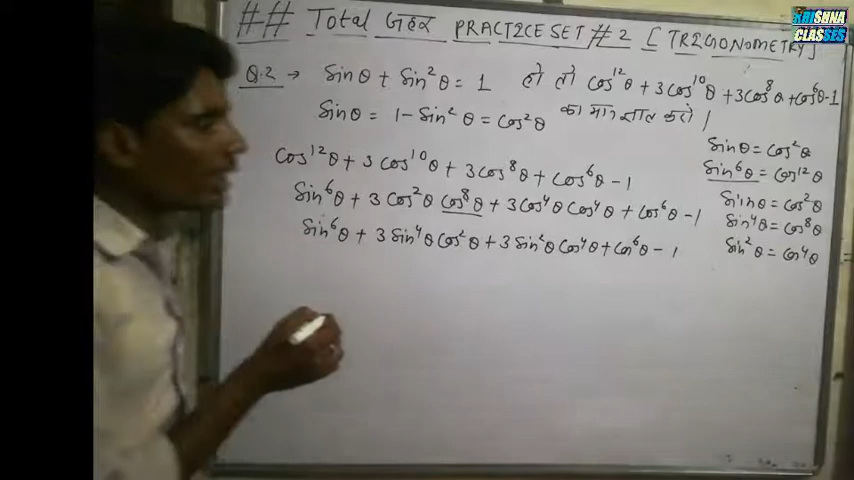 KRISHNA CLASSES
## Total गदर PRACTICE SET # 2 [TRIGONOMETRY]
Q.2 → Sinθ + Sin²θ = 1 हो तो Cos¹²θ + 3Cos¹⁰θ + 3Cos⁸θ + Cos⁶θ - 1
का मान ज्ञात करो |
Sinθ = 1 - Sin²θ = Cos²θ
Cos¹²θ + 3Cos¹⁰θ + 3Cos⁸θ + Cos⁶θ - 1
Sin⁶θ + 3Cos²θ Cos⁸θ + 3Cos⁴θ Cos⁴θ + Cos⁶θ - 1
Sin⁶θ + 3Sin⁴θ Cos²θ + 3Sin²θ Cos⁴θ + Cos⁶θ - 1
Sinθ = Cos²θ
Sin⁶θ = Cos¹²θ
Sinθ = Cos²θ
Sin⁴θ = Cos⁸θ
Sin²θ = Cos⁴θ